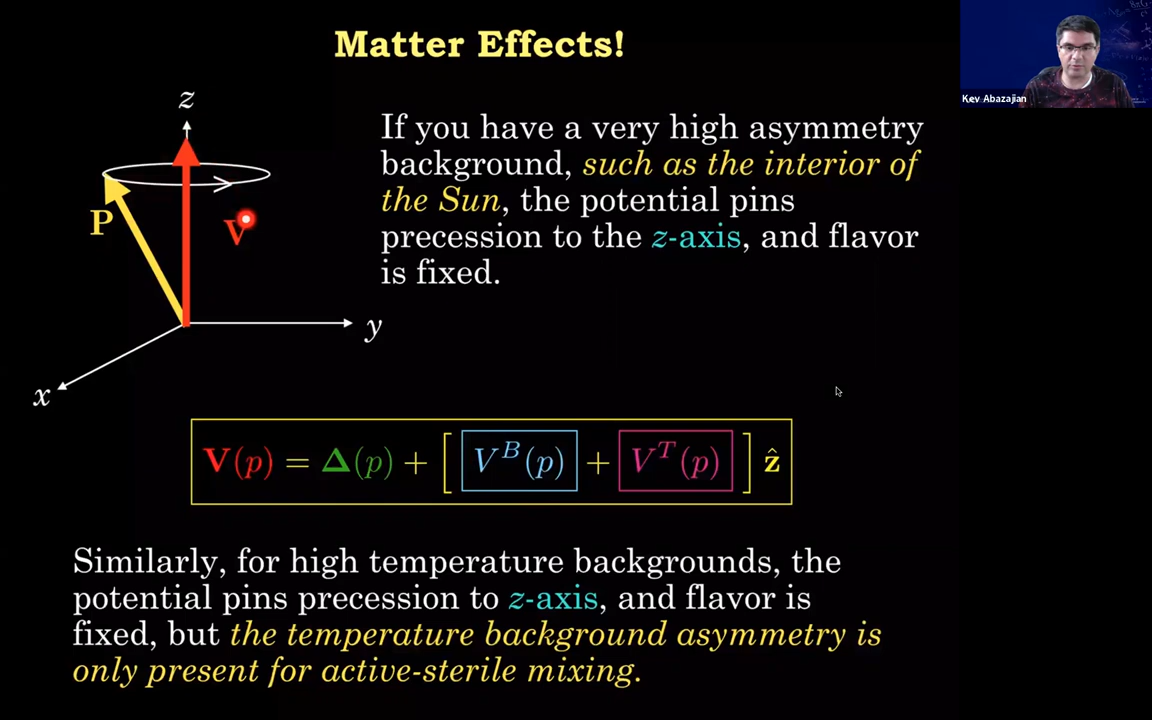 Matter Effects!
Kev Abazajian
z
If you have a very high asymmetry
background, such as the interior of
the Sun, the potential pins
precession to the z-axis, and flavor
is fixed.
P
V
y
x
V(p) = Δ(p) + [ V^B(p) + V^T(p) ] ẑ
Similarly, for high temperature backgrounds, the
potential pins precession to z-axis, and flavor is
fixed, but the temperature background asymmetry is
only present for active-sterile mixing.